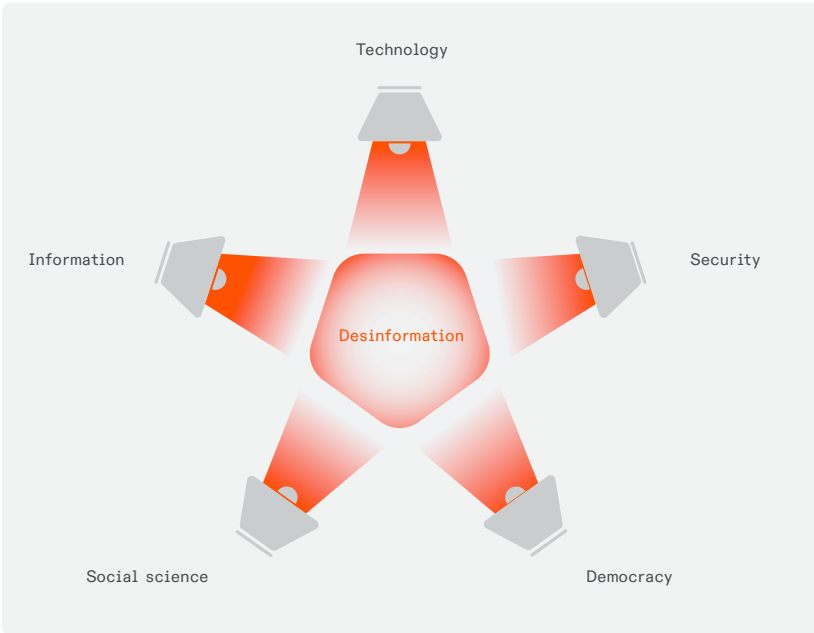 Technology
Information
Security
Desinformation
Social science
Democracy